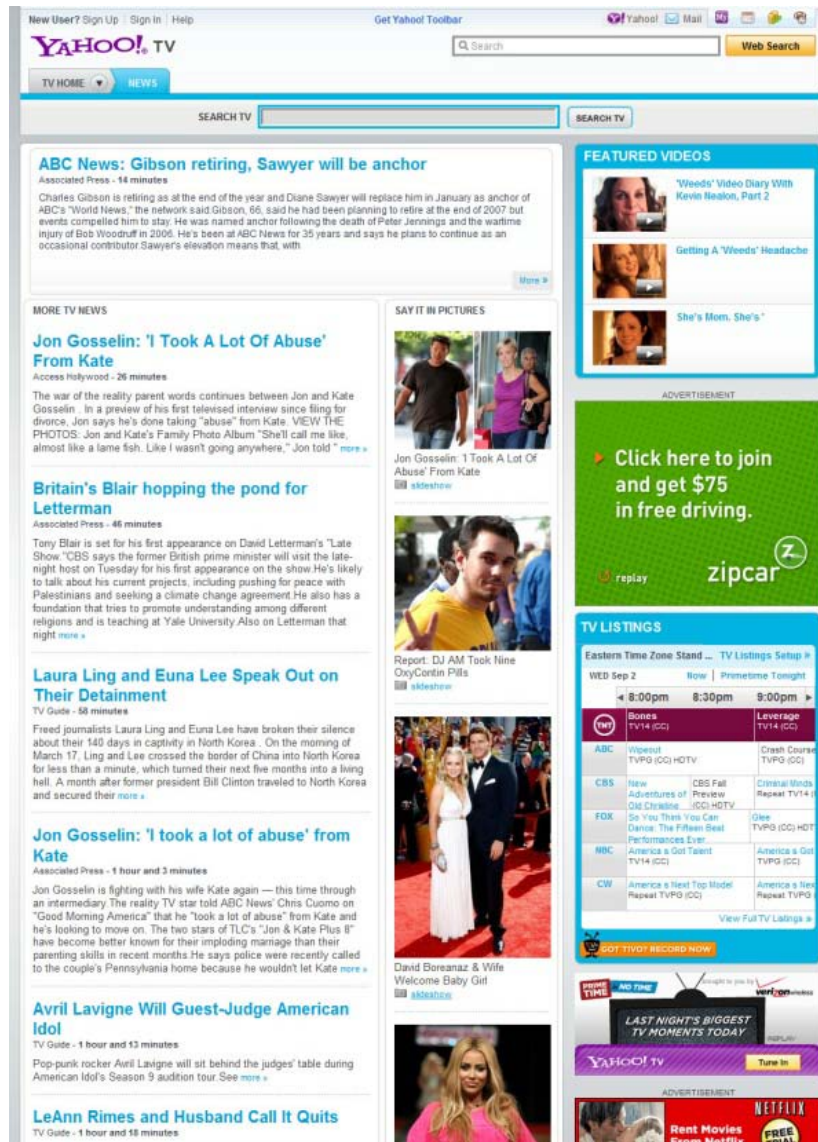 New User? Sign Up Sign In Help
Get Yahoo! Toolbar
Yahoo! Mail
YAHOO! TV
Search
Web Search
TV HOME
NEWS
SEARCH TV
SEARCH TV
ABC News: Gibson retiring, Sawyer will be anchor
Associated Press - 14 minutes
Charles Gibson is retiring as at the end of the year and Diane Sawyer will replace him in January as anchor of
ABC's "World News," the network said.Gibson, 66, said he had been planning to retire at the end of 2007 but
events compelled him to stay. He was named anchor following the death of Peter Jennings and the wartime
injury of Bob Woodruff in 2006. He's been at ABC News for 35 years and says he plans to continue as an
occasional contributor.Sawyer's elevation means that, with
More »
MORE TV NEWS
Jon Gosselin: 'I Took A Lot Of Abuse'
From Kate
Access Hollywood - 26 minutes
The war of the reality parent words continues between Jon and Kate
Gosselin . In a preview of his first televised interview since filing for
divorce, Jon says he's done taking "abuse" from Kate. VIEW THE
PHOTOS: Jon and Kate's Family Photo Album "She'll call me like,
almost like a lame fish. Like I wasn't going anywhere," Jon told " more »
Britain's Blair hopping the pond for
Letterman
Associated Press - 46 minutes
Tony Blair is set for his first appearance on David Letterman's "Late
Show."CBS says the former British prime minister will visit the late-
night host on Tuesday for his first appearance on the show.He's likely
to talk about his current projects, including pushing for peace with
Palestinians and seeking a climate change agreement.He also has a
foundation that tries to promote understanding among different
religions and is teaching at Yale University.Also on Letterman that
night more »
Laura Ling and Euna Lee Speak Out on
Their Detainment
TV Guide - 58 minutes
Freed journalists Laura Ling and Euna Lee have broken their silence
about their 140 days in captivity in North Korea . On the morning of
March 17, Ling and Lee crossed the border of China into North Korea
for less than a minute, which turned their next five months into a living
hell. A month after former president Bill Clinton traveled to North Korea
and secured their more »
Jon Gosselin: 'I took a lot of abuse' from
Kate
Associated Press - 1 hour and 3 minutes
Jon Gosselin is fighting with his wife Kate again — this time through
an intermediary.The reality TV star told ABC News' Chris Cuomo on
"Good Morning America" that he "took a lot of abuse" from Kate and
he's looking to move on. The two stars of TLC's "Jon & Kate Plus 8"
have become better known for their imploding marriage than their
parenting skills in recent months.He says police were recently called
to the couple's Pennsylvania home because he wouldn't let Kate more »
Avril Lavigne Will Guest-Judge American
Idol
TV Guide - 1 hour and 13 minutes
Pop-punk rocker Avril Lavigne will sit behind the judges' table during
American Idol's Season 9 audition tour.See more »
LeAnn Rimes and Husband Call It Quits
TV Guide - 1 hour and 18 minutes
SAY IT IN PICTURES
Jon Gosselin: 'I Took A Lot Of
Abuse' From Kate
slideshow
Report: DJ AM Took Nine
OxyContin Pills
slideshow
David Boreanaz & Wife
Welcome Baby Girl
slideshow
FEATURED VIDEOS
'Weeds' Video Diary With
Kevin Nealon, Part 2
Getting A 'Weeds' Headache
She's Mom, She's '
ADVERTISEMENT
Click here to join
and get $75
in free driving.
replay
zipcar
TV LISTINGS
Eastern Time Zone Stand ... TV Listings Setup »
WED Sep 2 Now Primetime Tonight
8:00pm 8:30pm 9:00pm
TNT Bones Leverage
TV14 (CC) TV14 (CC)
ABC Wipeout Crash Course
TVPG (CC) HDTV TVPG (CC)
CBS New CBS Fall Criminal Minds
Adventures of Preview Repeat TV14
Old Christine (CC) HDTV
FOX So You Think You Can Glee
Dance: The Fifteen Best TVPG (CC) HDT
Performances Ever
NBC America's Got Talent America's Got
TV14 (CC) TVPG (CC)
CW America's Next Top Model America's Nex
Repeat TVPG (CC) Repeat TVPG
View Full TV Listings »
GOT TIVO? RECORD NOW
PRIME
TIME
NO TIME
brought to you by
verizon wireless
LAST NIGHT'S BIGGEST
TV MOMENTS TODAY
REPLAY
YAHOO! TV
Tune In
ADVERTISEMENT
NETFLIX
Rent Movies
From Netflix
FREE
TRIAL